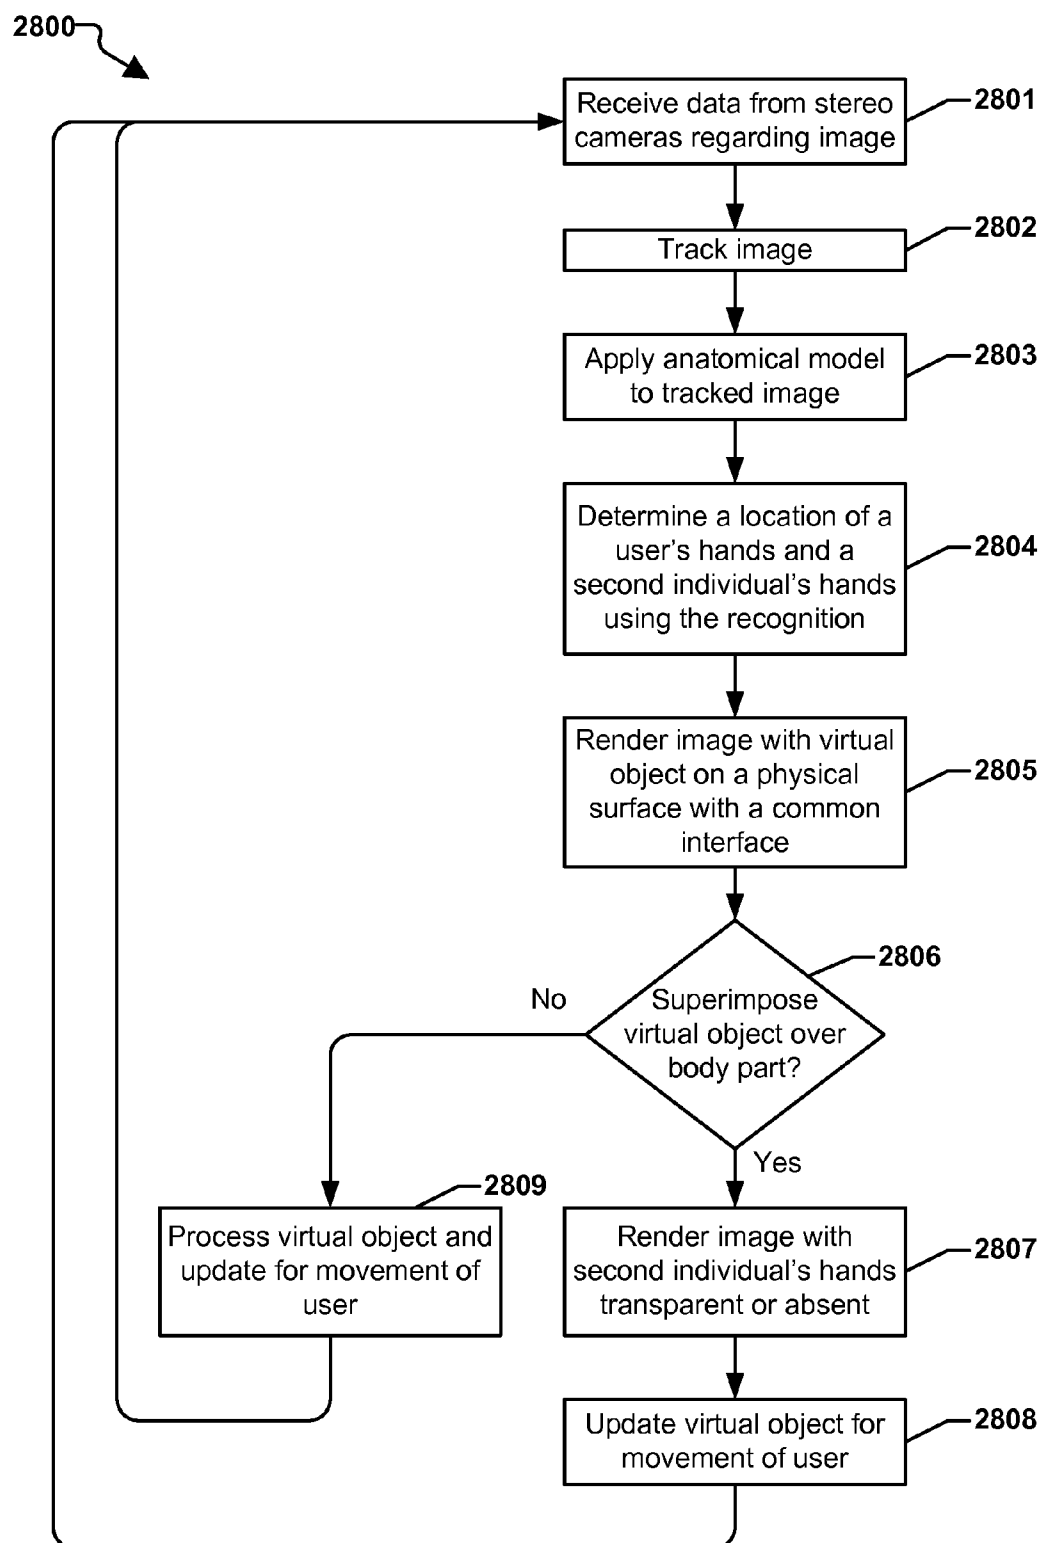 2800
Receive data from stereo
cameras regarding image
2801
Track image
2802
Apply anatomical model
to tracked image
2803
Determine a location of a
user's hands and a
second individual's hands
using the recognition
2804
Render image with virtual
object on a physical
surface with a common
interface
2805
2806
Superimpose
virtual object over
body part?
No
Yes
2809
Process virtual object and
update for movement of
user
Render image with
second individual's hands
transparent or absent
2807
Update virtual object for
movement of user
2808